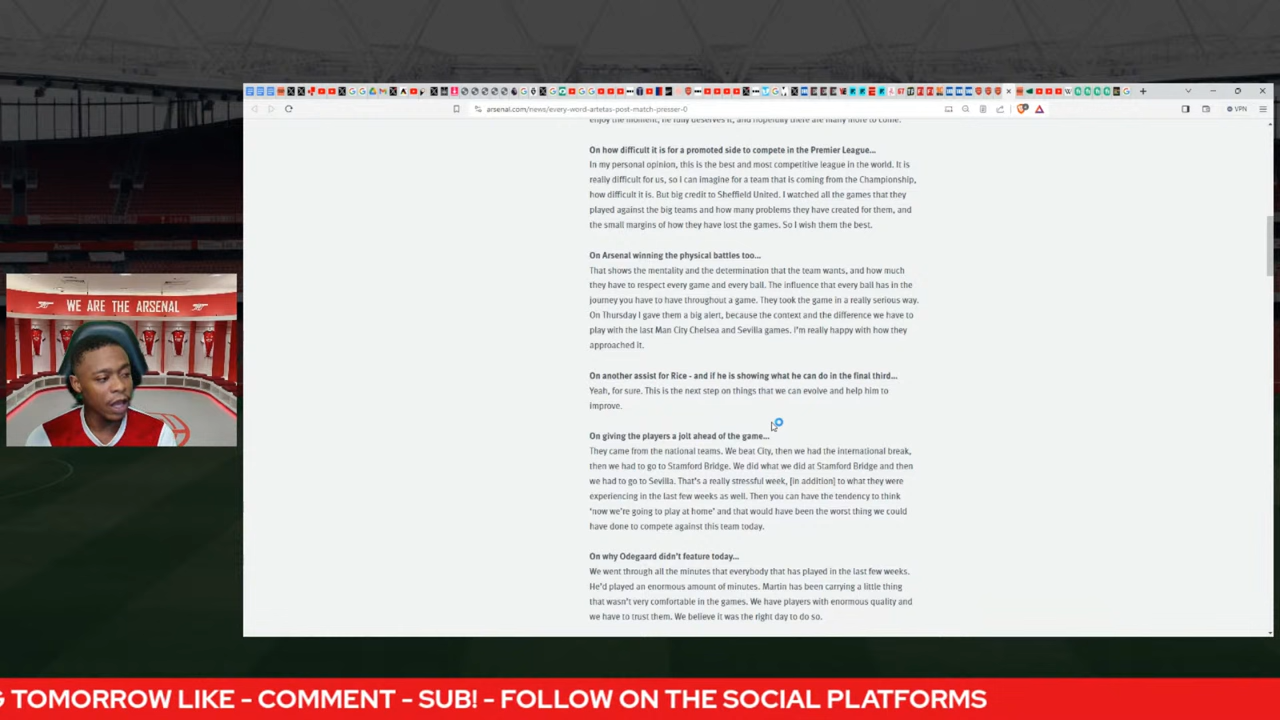 arsenal.com/news/every-word-artetas-post-match-presser-0
VPN
enjoy the moment, he fully deserves it, and hopefully there are many more to come.
On how difficult it is for a promoted side to compete in the Premier League...
In my personal opinion, this is the best and most competitive league in the world. It is
really difficult for us, so I can imagine for a team that is coming from the Championship,
how difficult it is. But big credit to Sheffield United. I watched all the games that they
played against the big teams and how many problems they have created for them, and
the small margins of how they have lost the games. So I wish them the best.
On Arsenal winning the physical battles too...
That shows the mentality and the determination that the team wants, and how much
they have to respect every game and every ball. The influence that every ball has in the
journey you have to have throughout a game. They took the game in a really serious way.
On Thursday I gave them a big alert, because the context and the difference we have to
play with the last Man City Chelsea and Sevilla games. I'm really happy with how they
approached it.
On another assist for Rice - and if he is showing what he can do in the final third...
Yeah, for sure. This is the next step on things that we can evolve and help him to
improve.
On giving the players a jolt ahead of the game...
They came from the national teams. We beat City, then we had the international break,
then we had to go to Stamford Bridge. We did what we did at Stamford Bridge and then
we had to go to Sevilla. That's a really stressful week, [in addition] to what they were
experiencing in the last few weeks as well. Then you can have the tendency to think
‘now we're going to play at home’ and that would have been the worst thing we could
have done to compete against this team today.
On why Odegaard didn't feature today...
We went through all the minutes that everybody that has played in the last few weeks.
He'd played an enormous amount of minutes. Martin has been carrying a little thing
that wasn't very comfortable in the games. We have players with enormous quality and
we have to trust them. We believe it was the right day to do so.
WE ARE THE ARSENAL
G TOMORROW LIKE - COMMENT - SUB! - FOLLOW ON THE SOCIAL PLATFORMS